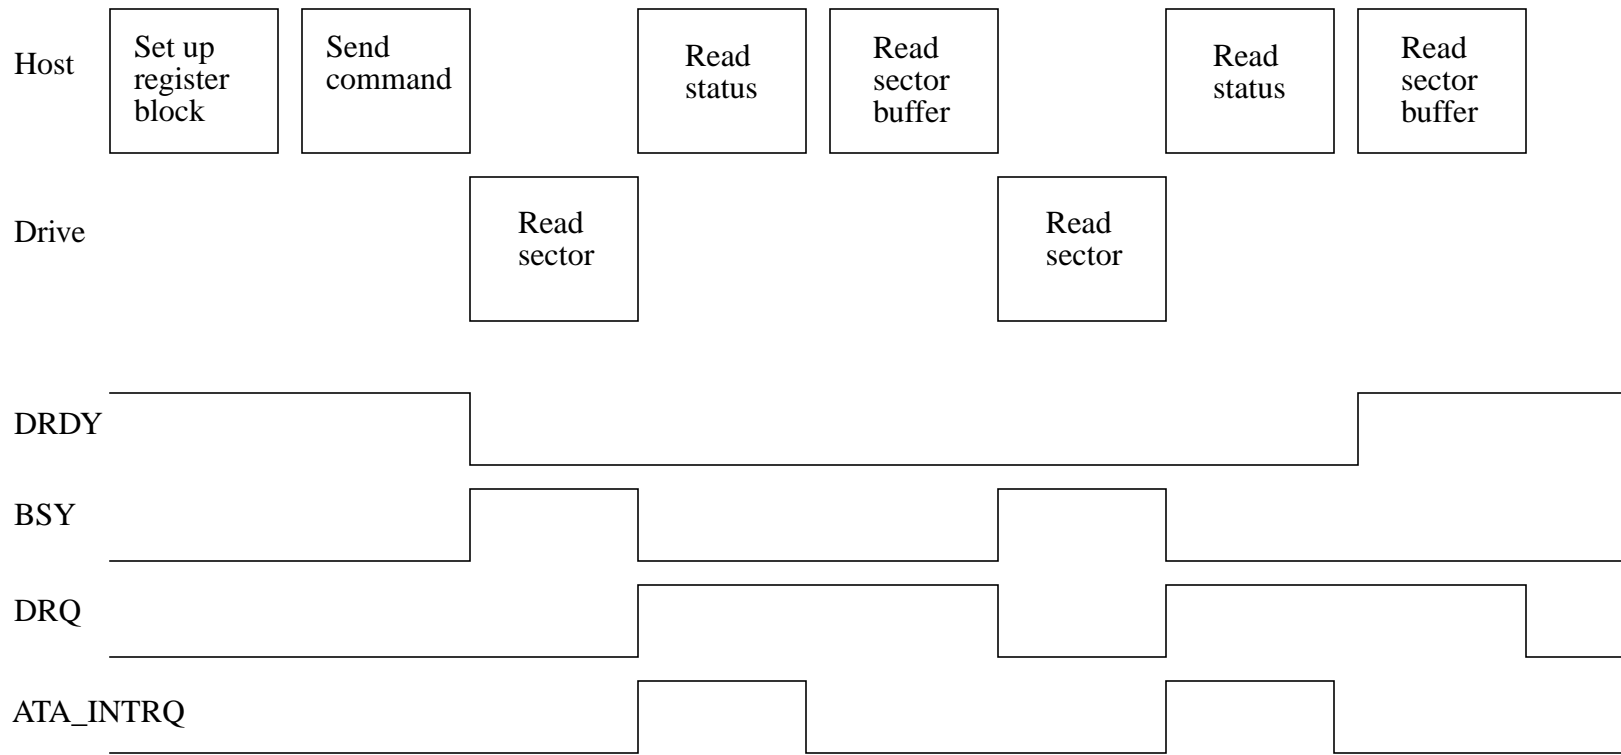 Host
Set up
register
block
Send
command
Read
status
Read
sector
buffer
Read
status
Read
sector
buffer
Drive
Read
sector
Read
sector
DRDY
BSY
DRQ
ATA_INTRQ